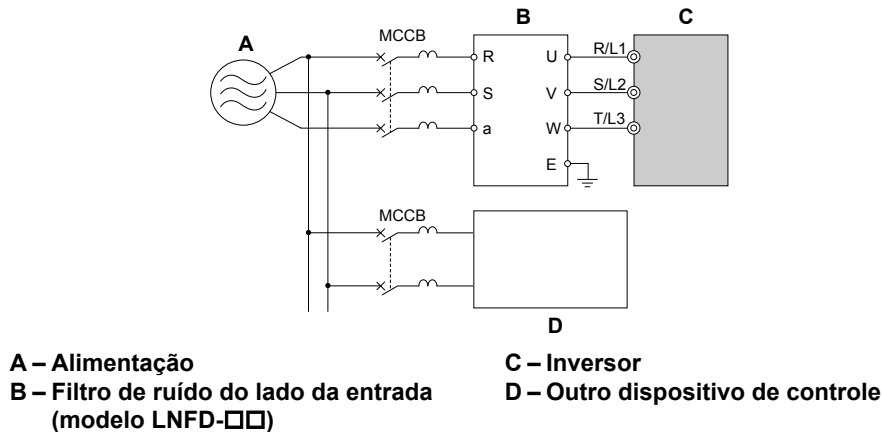 B
C
A
MCCB
R
U
R/L1
S
V
S/L2
a
W
T/L3
E
MCCB
D
A – Alimentação
B – Filtro de ruído do lado da entrada
(modelo LNFD-□□)
C – Inversor
D – Outro dispositivo de controle